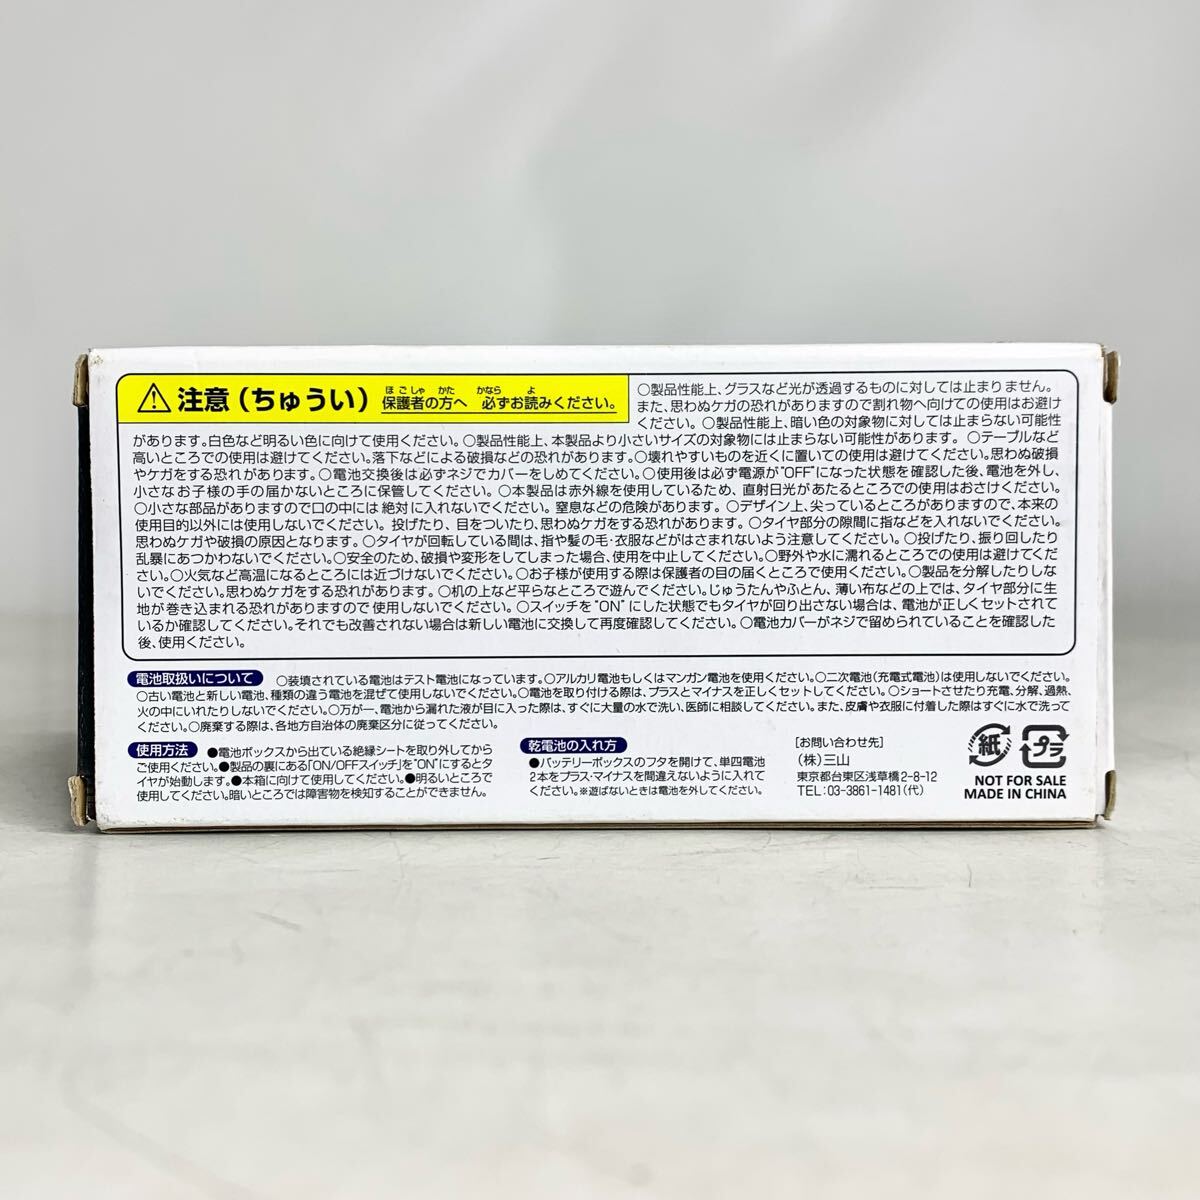 ⚠注意(ちゅうい) 保護者の方へ 必ずお読みください。
ほごしゃ かた かなら よ
○製品性能上、グラスなど光が透過するものに対しては止まりません。
また、思わぬケガの恐れがありますので割れ物へ向けての使用はお避け
ください。○製品性能上、暗い色の対象物に対しては止まらない可能性
があります。白色など明るい色に向けて使用ください。○製品性能上、本製品より小さいサイズの対象物には止まらない可能性があります。○テーブルなど
高いところでの使用は避けてください。落下などによる破損などの恐れがあります。○壊れやすいものを近くに置いての使用は避けてください。思わぬ破損
やケガをする恐れがあります。○電池交換後は必ずネジでカバーをしめてください。○使用後は必ず電源が"OFF"になった状態を確認した後、電池を外し、
小さなお子様の手の届かないところに保管してください。○本製品は赤外線を使用しているため、直射日光があたるところでの使用はおさけください。
○小さな部品がありますので口の中には絶対に入れないでください。窒息などの危険があります。○デザイン上、尖っているところがありますので、本来の
使用目的以外には使用しないでください。投げたり、目をついたり、思わぬケガをする恐れがあります。○タイヤ部分の隙間に指などを入れないでください。
思わぬケガや破損の原因となります。○タイヤが回転している間は、指や髪の毛・衣服などがはさまれないよう注意してください。○投げたり、振り回したり
乱暴にあつかわないでください。○安全のため、破損や変形をしてしまった場合、使用を中止してください。○野外や水に濡れるところでの使用は避けてくだ
さい。○火気など高温になるところには近づけないでください。○お子様が使用する際は保護者の目の届くところで使用ください。○製品を分解したりしな
いでください。思わぬケガをする恐れがあります。○机の上など平らなところで遊んでください。じゅうたんやふとん、薄い布などの上では、タイヤ部分に生
地が巻き込まれる恐れがありますので使用しないでください。○スイッチを"ON"にした状態でもタイヤが回り出さない場合は、電池が正しくセットされて
いるか確認してください。それでも改善されない場合は新しい電池に交換して再度確認してください。○電池カバーがネジで留められていることを確認した
後、使用ください。
電池取扱いについて ○装填されている電池はテスト電池になっています。○アルカリ電池もしくはマンガン電池を使用ください。○二次電池(充電式電池)は使用しないでください。
○古い電池と新しい電池、種類の違う電池を混ぜて使用しないでください。○電池を取り付ける際は、プラスとマイナスを正しくセットしてください。○ショートさせたり充電、分解、過熱、
火の中にいれたりしないでください。○万が一、電池から漏れた液が目に入った際は、すぐに大量の水で洗い、医師に相談してください。また、皮膚や衣服に付着した際はすぐに水で洗って
ください。○廃棄する際は、各地方自治体の廃棄区分に従ってください。
使用方法 ●電池ボックスから出ている絶縁シートを取り外してから
ご使用ください。●製品の裏にある「ON/OFFスイッチ」を"ON"にするとタ
イヤが始動します。●本箱に向けて使用してください。●明るいところで
使用してください。暗いところでは障害物を検知することができません。
乾電池の入れ方
●バッテリーボックスのフタを開けて、単四電池
2本をプラス・マイナスを間違えないように入れて
ください。※遊ばないときは電池を外してください。
[お問い合わせ先]
(株)三山
東京都台東区浅草橋2-8-12
TEL:03-3861-1481(代)
紙 プラ
NOT FOR SALE
MADE IN CHINA